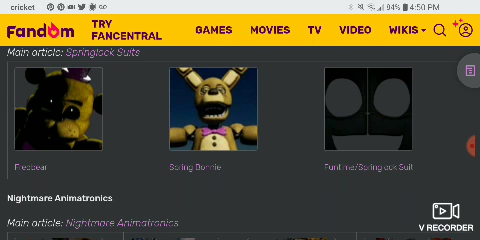 cricket 94% 4:50 PM
Fandom TRY FANCENTRAL GAMES MOVIES TV VIDEO WIKIS
Main article: Springlock Suits
Fredbear Spring Bonnie Funtime/Springlock Suit
Nightmare Animatronics
Main article: Nightmare Animatronics
V RECORDER